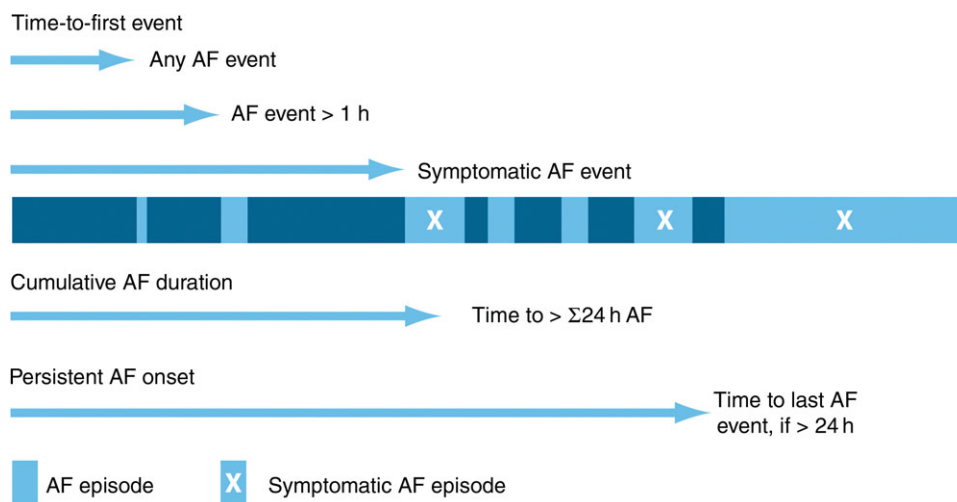 Time-to-first event
Any AF event
AF event > 1 h
Symptomatic AF event
X X X
Cumulative AF duration
Time to > Σ24 h AF
Persistent AF onset
Time to last AF
event, if > 24 h
AF episode
X Symptomatic AF episode